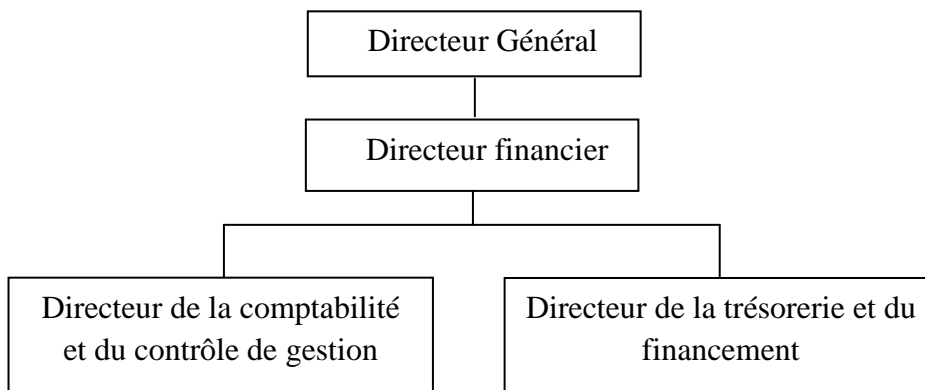 Directeur Général
Directeur financier
Directeur de la comptabilité
et du contrôle de gestion
Directeur de la trésorerie et du
financement